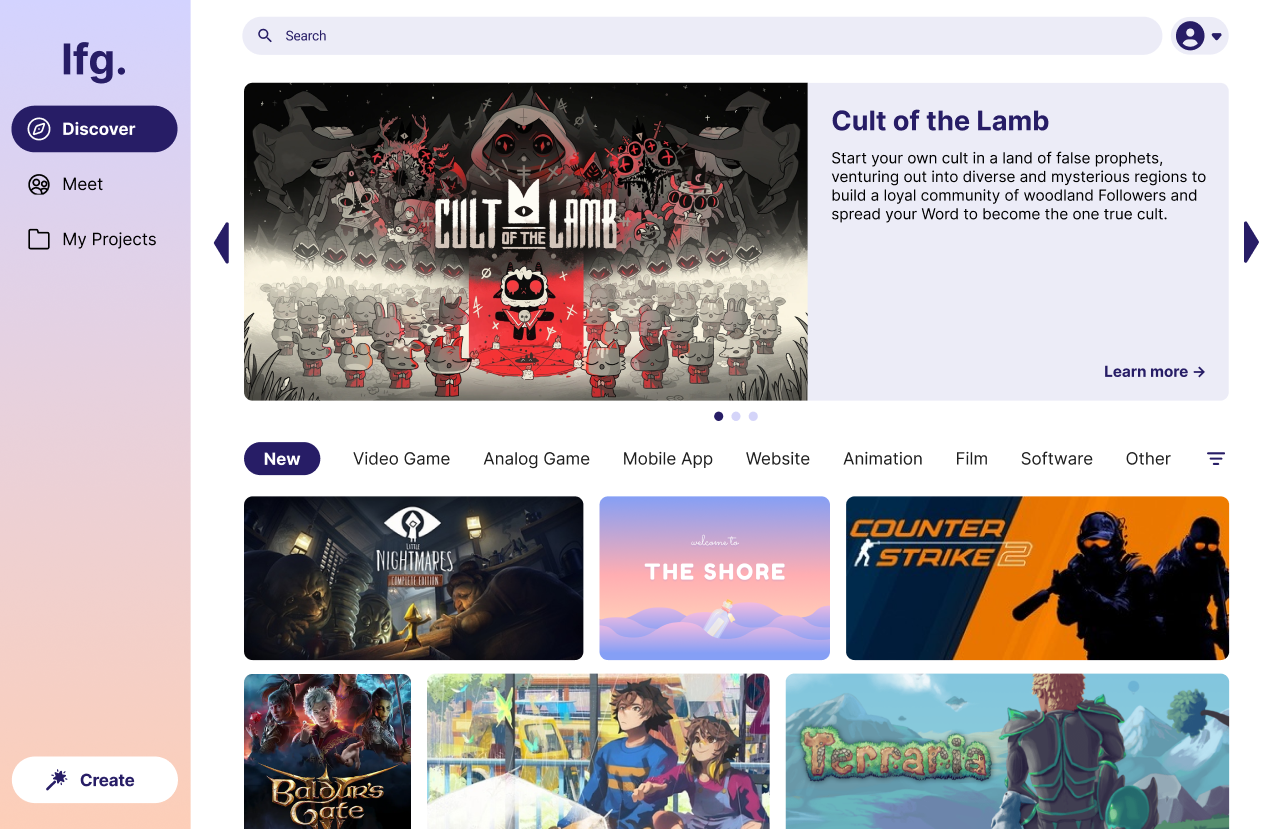 lfg.
Discover
Meet
My Projects
Create
Search
CULT OF THE LAMB
Cult of the Lamb
Start your own cult in a land of false prophets,
venturing out into diverse and mysterious regions to
build a loyal community of woodland Followers and
spread your Word to become the one true cult.
Learn more →
New
Video Game
Analog Game
Mobile App
Website
Animation
Film
Software
Other
LITTLE
NIGHTMARES
COMPLETE EDITION
welcome to
THE SHORE
COUNTER
STRIKE 2
BALDUR'S
GATE
Terraria